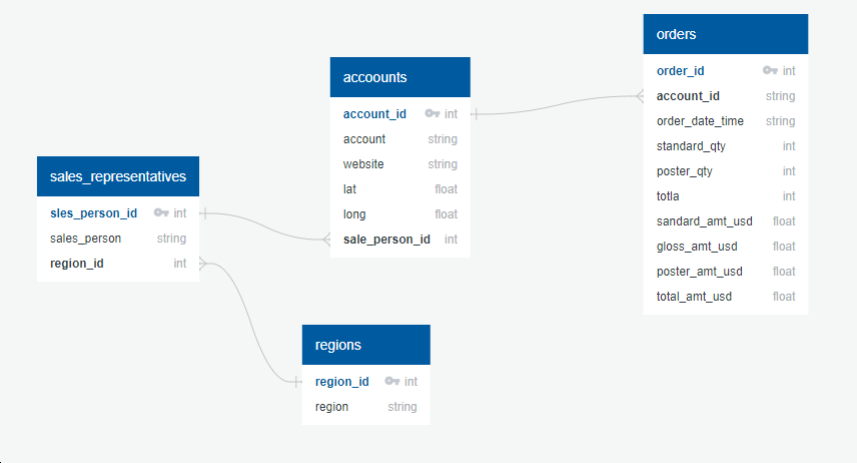 sales_representatives
sles_person_id int
sales_person string
region_id int
accoounts
account_id int
account string
website string
lat float
long float
sale_person_id int
regions
region_id int
region string
orders
order_id int
account_id string
order_date_time string
standard_qty int
poster_qty int
totla int
sandard_amt_usd float
gloss_amt_usd float
poster_amt_usd float
total_amt_usd float